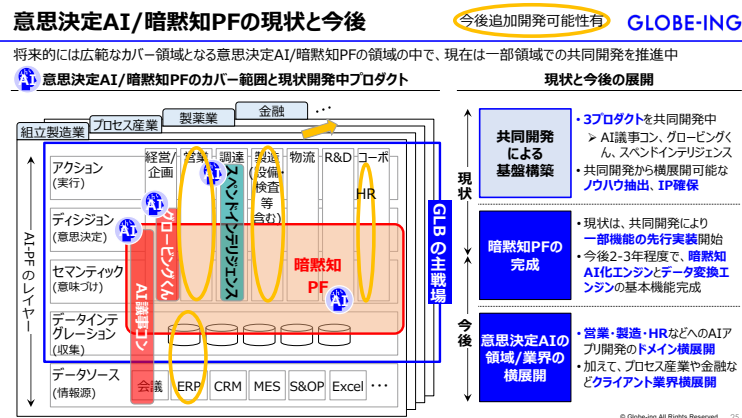 意思決定AI/暗黙知PFの現状と今後
今後追加開発可能性有
GLOBE-ING
将来的には広範なカバー領域となる意思決定AI/暗黙知PFの領域の中で、現在は一部領域での共同開発を推進中
AI
意思決定AI/暗黙知PFのカバー範囲と現状開発中プロダクト
現状と今後の展開
組立製造業
プロセス産業
製薬業
金融
・・・
AI-PFのレイヤー
経営/
企画
営業
調達
製造
(設備・
検査
等
含む)
物流
R&D
コーポ
HR
アクション
(実行)
ディシジョン
(意思決定)
セマンティック
(意味づけ)
データインテ
グレーション
(収集)
データソース
(情報源)
AI
AI
AI
AI
AI議事コン
グロービングくん
スペンドインテリジェンス
暗黙知
PF
GLBの主戦場
会議
ERP
CRM
MES
S&OP
Excel
・・・
現状
今後
共同開発
による
基盤構築
・3プロダクトを共同開発中
➢ AI議事コン、グロービングく
ん、スペンドインテリジェンス
・共同開発から横展開可能な
ノウハウ抽出、IP確保
暗黙知PFの
完成
・現状は、共同開発により
一部機能の先行実装開始
・今後2-3年程度で、暗黙知
AI化エンジンとデータ変換エ
ンジンの基本機能完成
意思決定AIの
領域/業界の
横展開
・営業・製造・HRなどへのAIア
プリ開発のドメイン横展開
・加えて、プロセス産業や金融な
どクライアント業界横展開
© Globe-ing All Rights Reserved
25